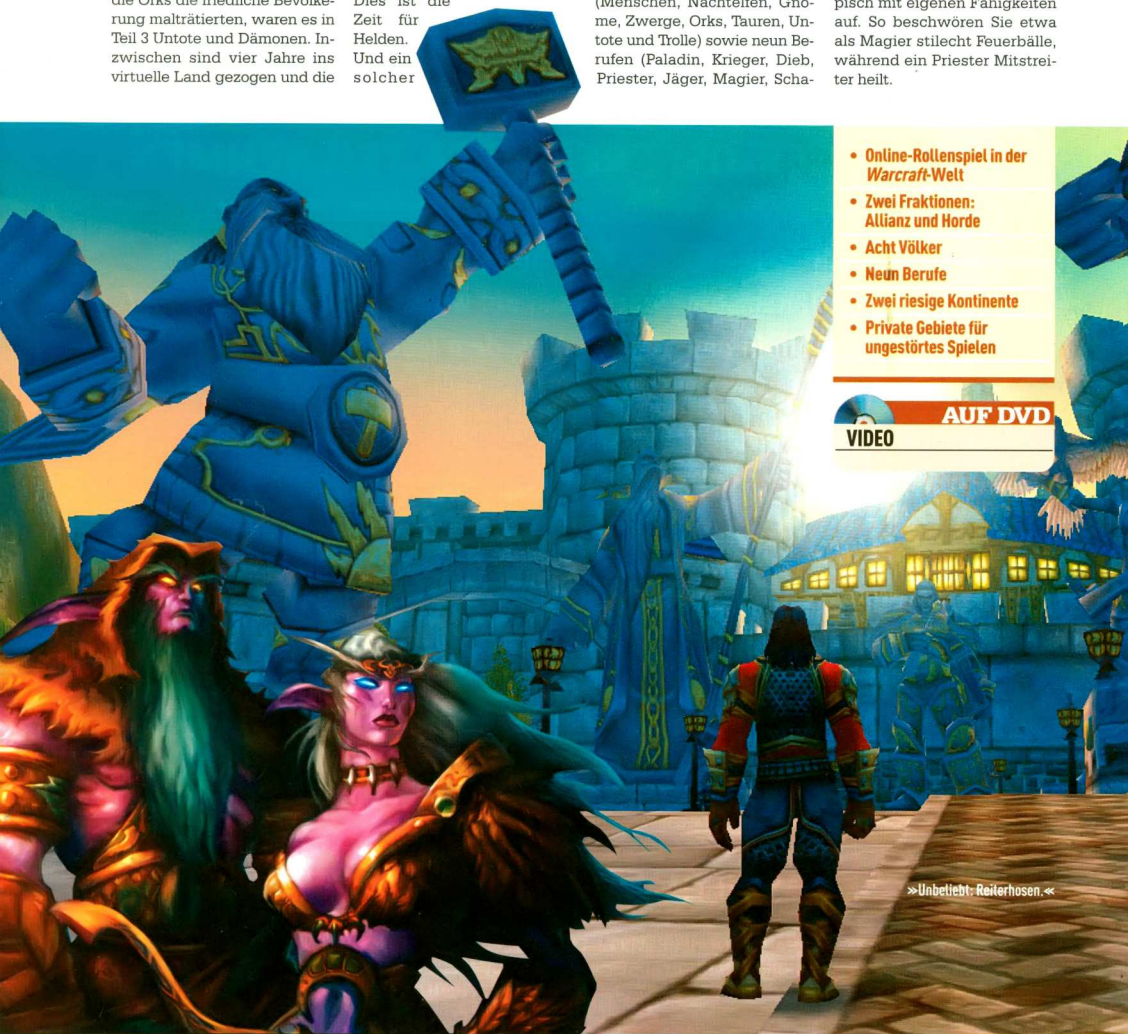 die Orks die friedliche Bevölke-
rung malträtierten, waren es in
Teil 3 Untote und Dämonen. In-
zwischen sind vier Jahre ins
virtuelle Land gezogen und die
Dies ist die
Zeit für
Helden.
Und ein
solcher
(Menschen, Nachtelfen, Gno-
me, Zwerge, Orks, Tauren, Un-
tote und Trolle) sowie neun Be-
rufen (Paladin, Krieger, Dieb,
Priester, Jäger, Magier, Scha-
pisch mit eigenen Fähigkeiten
auf. So beschwören Sie etwa
als Magier stilecht Feuerbälle,
während ein Priester Mitstrei-
ter heilt.
• Online-Rollenspiel in der
Warcraft-Welt
• Zwei Fraktionen:
Allianz und Horde
• Acht Völker
• Neun Berufe
• Zwei riesige Kontinente
• Private Gebiete für
ungestörtes Spielen
AUF DVD
VIDEO
»Unbeliebt: Reiterhosen.«